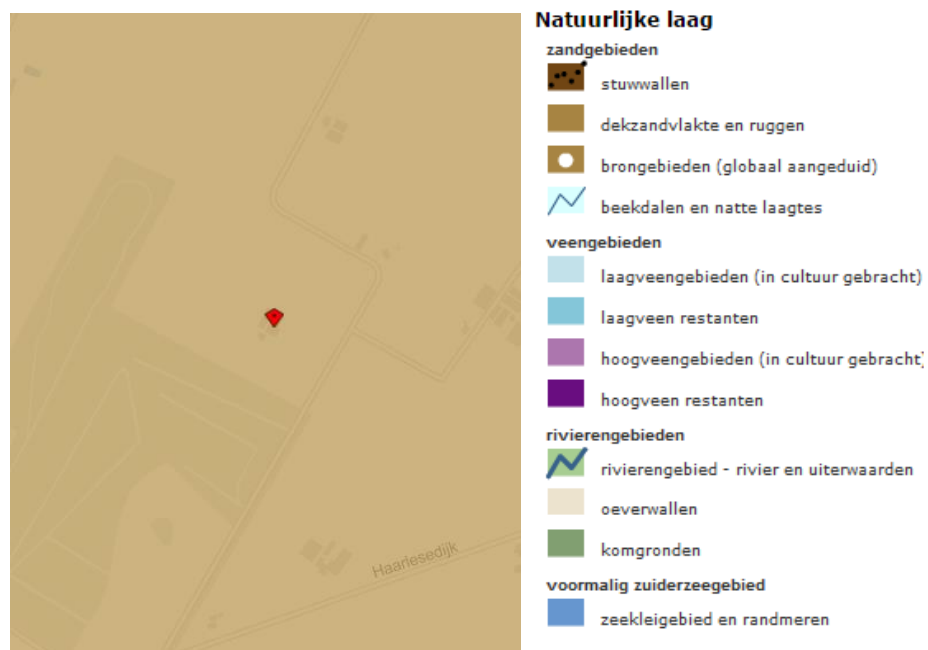 Natuurlijke laag
zandgebieden
stuwwallen
dekzandvlakte en ruggen
brongebieden (globaal aangeduid)
beekdalen en natte laagtes
veengebieden
laagveengebieden (in cultuur gebracht)
laagveen restanten
hoogveengebieden (in cultuur gebracht)
hoogveen restanten
rivierengebieden
rivierengebied - rivier en uiterwaarden
oeverwallen
komgronden
voormalig zuiderzeegebied
zeekleigebied en randmeren
Haarlesedijk